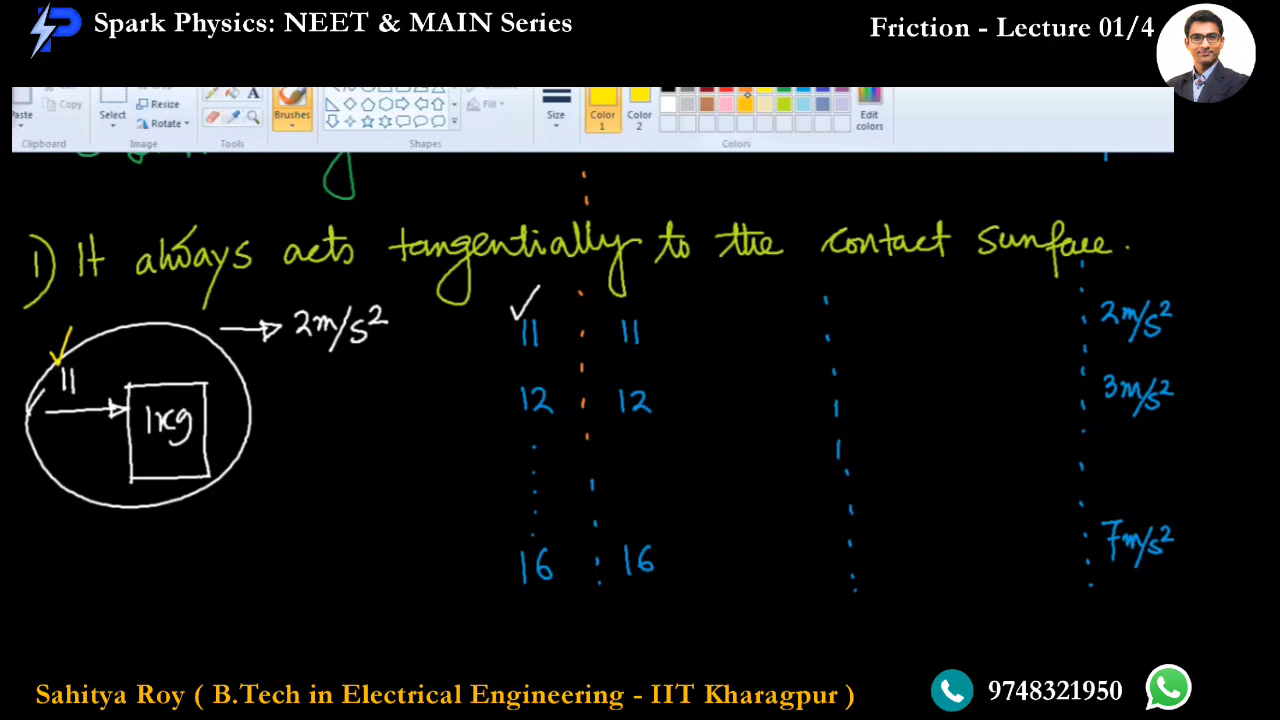 Spark Physics: NEET & MAIN Series
Friction - Lecture 01/4
Paste Copy Select Resize Rotate A Brushes Fill Size Color 1 Color 2 Edit colors
Clipboard Image Tools Shapes Colors
1) It always acts tangentially to the contact surface.
2m/s² 11 11 2m/s²
11 1kg 12 12 3m/s²
16 16 7m/s²
Sahitya Roy ( B.Tech in Electrical Engineering - IIT Kharagpur )
9748321950